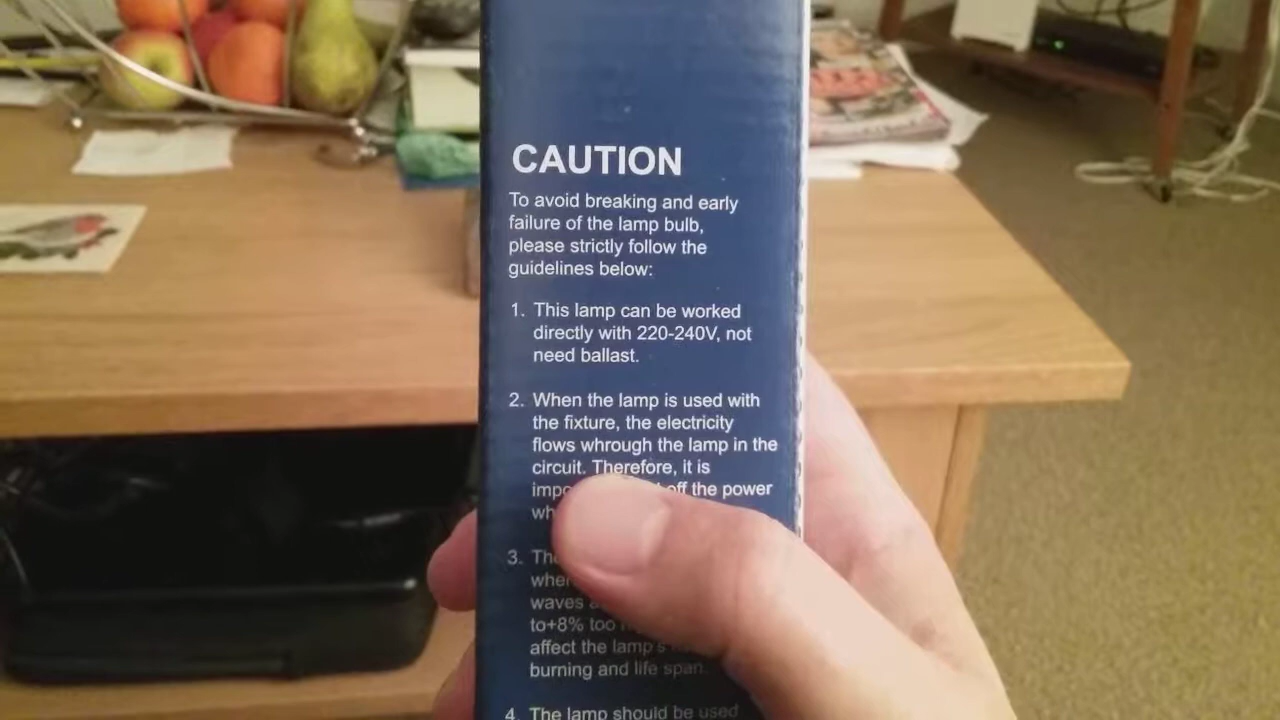 CAUTION
To avoid breaking and early
failure of the lamp bulb,
please strictly follow the
guidelines below:
1. This lamp can be worked
directly with 220-240V, not
need ballast.
2. When the lamp is used with
the fixture, the electricity
flows whrough the lamp in the
circuit. Therefore, it is
off the power
3.
waves
to+8% too
affect the lamp's
burning and life span.
4. The lamp should be used